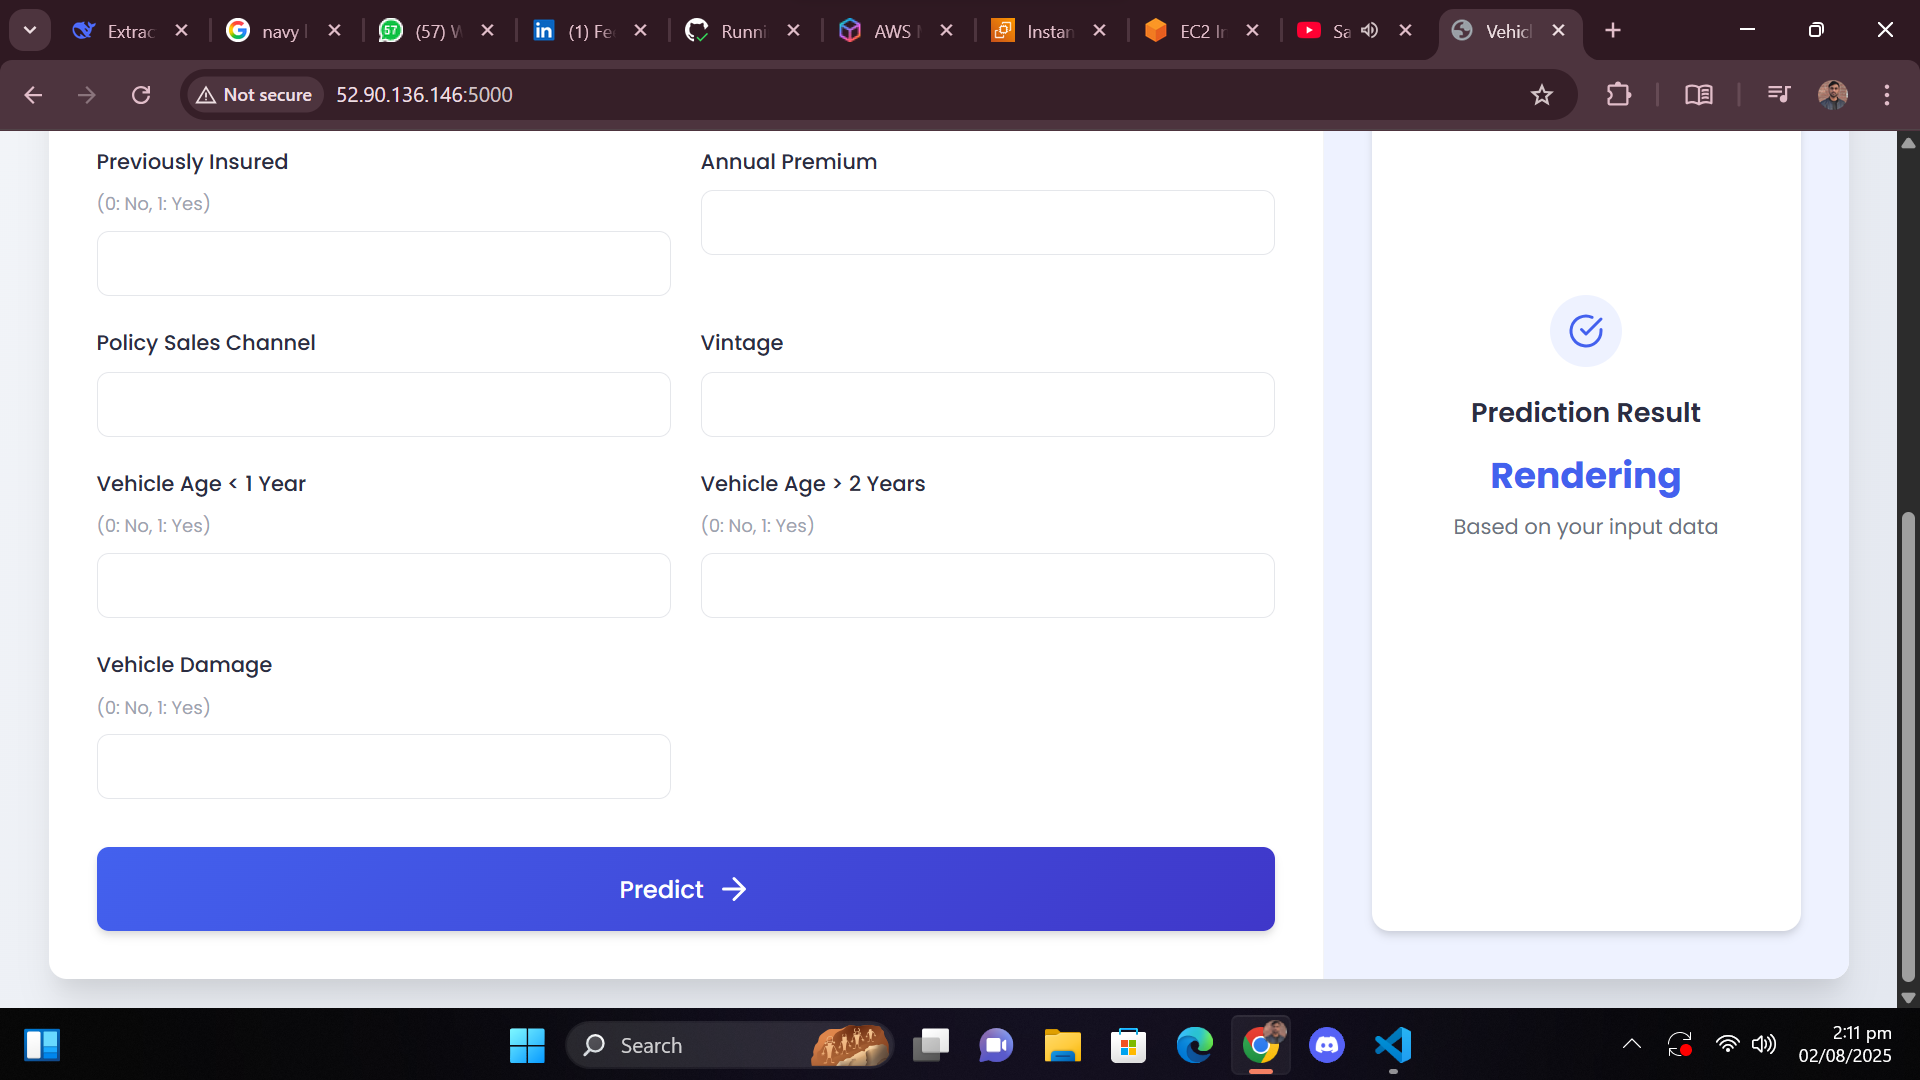 Extrac
navy
(57) W
(1) Fe
Runni
AWS
Instan
EC2 In
Sa
Vehicl
Not secure
52.90.136.146:5000
Previously Insured
(0: No, 1: Yes)
Annual Premium
Policy Sales Channel
Vintage
Vehicle Age < 1 Year
(0: No, 1: Yes)
Vehicle Age > 2 Years
(0: No, 1: Yes)
Vehicle Damage
(0: No, 1: Yes)
Predict
Prediction Result
Rendering
Based on your input data
Search
2:11 pm
02/08/2025